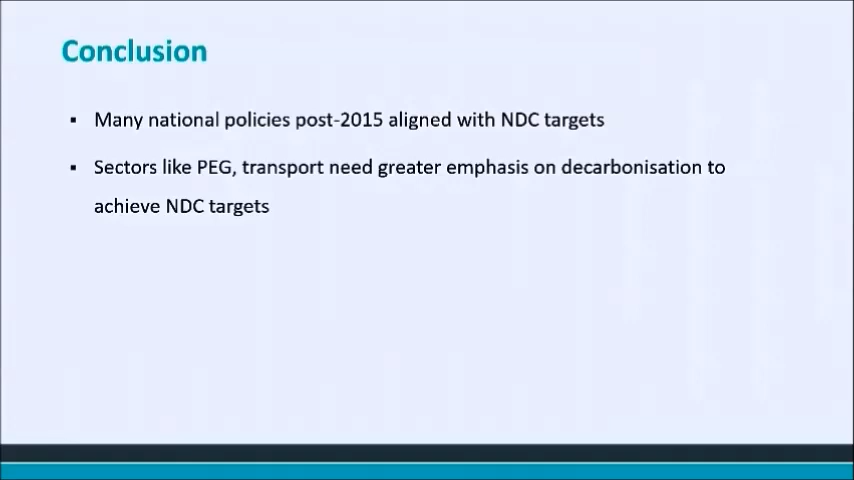 Conclusion
▪ Many national policies post-2015 aligned with NDC targets
▪ Sectors like PEG, transport need greater emphasis on decarbonisation to
achieve NDC targets